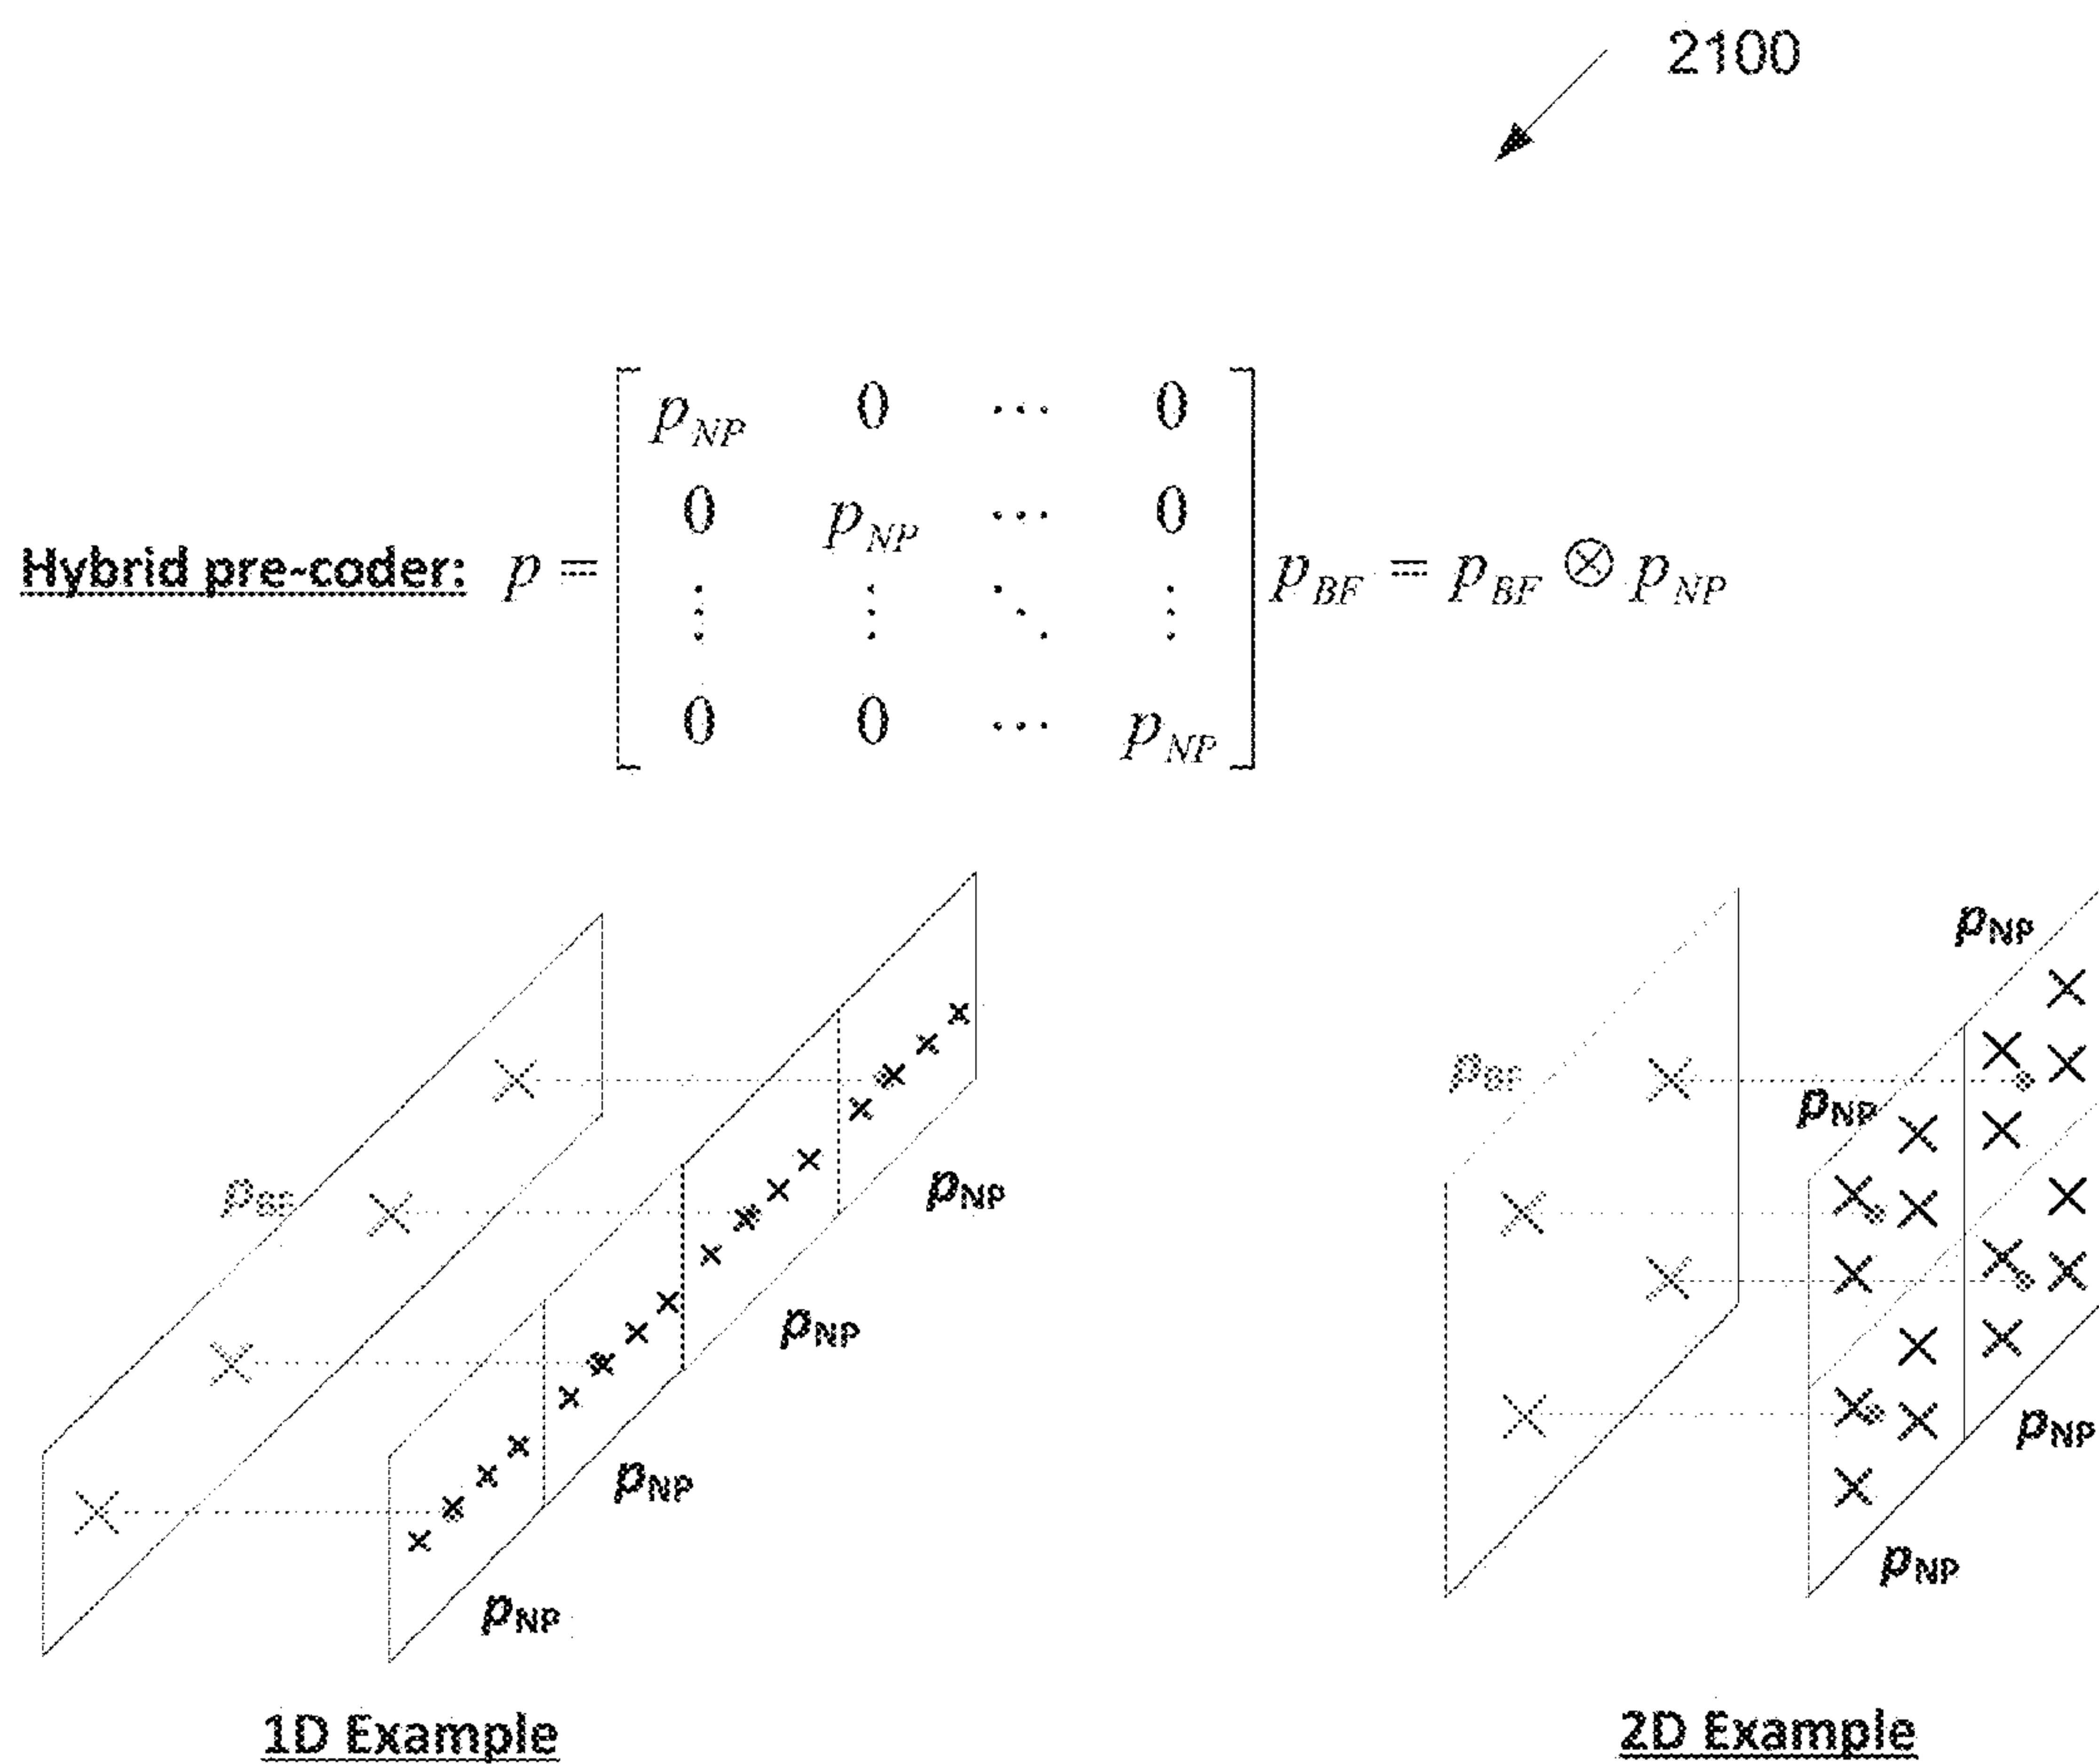 2100
Hybrid pre-coder: p = [ p_NP 0 ⋯ 0
0 p_NP ⋯ 0
⋮ ⋮ ⋱ ⋮
0 0 ⋯ p_NP ] p_BF = p_BF ⊗ p_NP
p_BF
p_NP
p_NP
p_NP
p_NP
1D Example
p_NP
p_BF
p_NP
p_NP
p_NP
2D Example